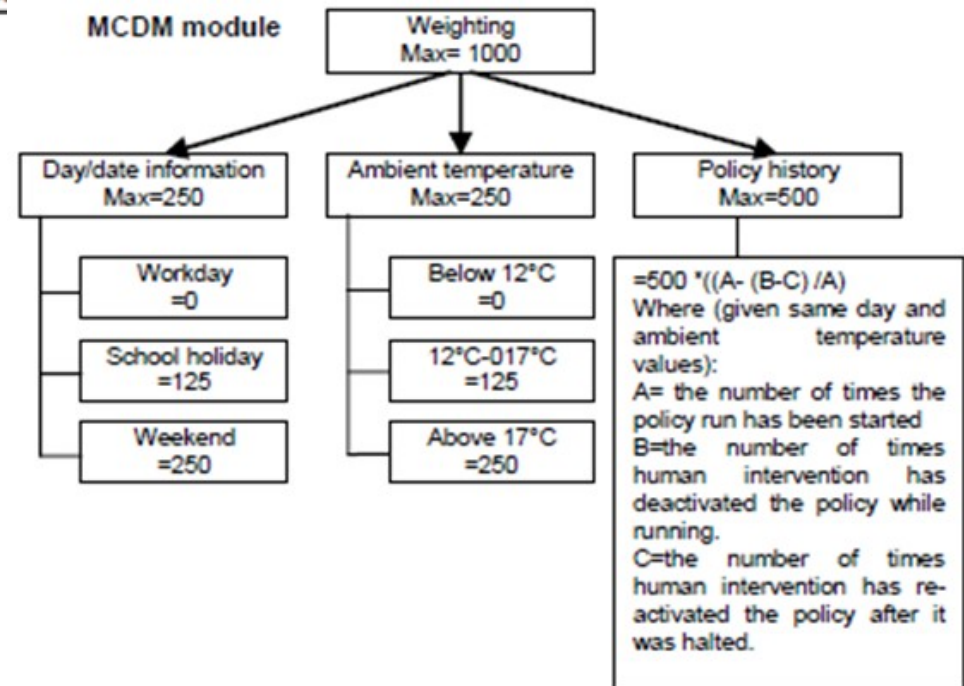 MCDM module
Weighting
Max= 1000
Day/date information
Max=250
Workday
=0
School holiday
=125
Weekend
=250
Ambient temperature
Max=250
Below 12°C
=0
12°C-017°C
=125
Above 17°C
=250
Policy history
Max=500
=500 *((A- (B-C) /A)
Where (given same day and
ambient temperature
values):
A= the number of times the
policy run has been started
B=the number of times
human intervention has
deactivated the policy while
running.
C=the number of times
human intervention has re-
activated the policy after it
was halted.